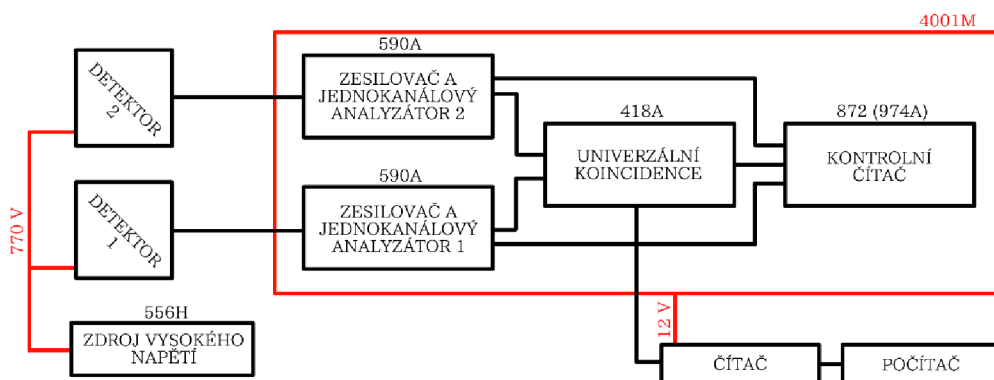 4001M
590A
ZESILOVAČ A
JEDNOKANÁLOVÝ
ANALYZÁTOR 2
DETEKTOR
2
418A
872 (974A)
UNIVERZÁLNÍ
KOINCIDENCE
KONTROLNÍ
ČÍTAČ
590A
ZESILOVAČ A
JEDNOKANÁLOVÝ
ANALYZÁTOR 1
DETEKTOR
1
770 V
556H
ZDROJ VYSOKÉHO
NAPĚTÍ
12 V
ČÍTAČ
POČÍTAČ